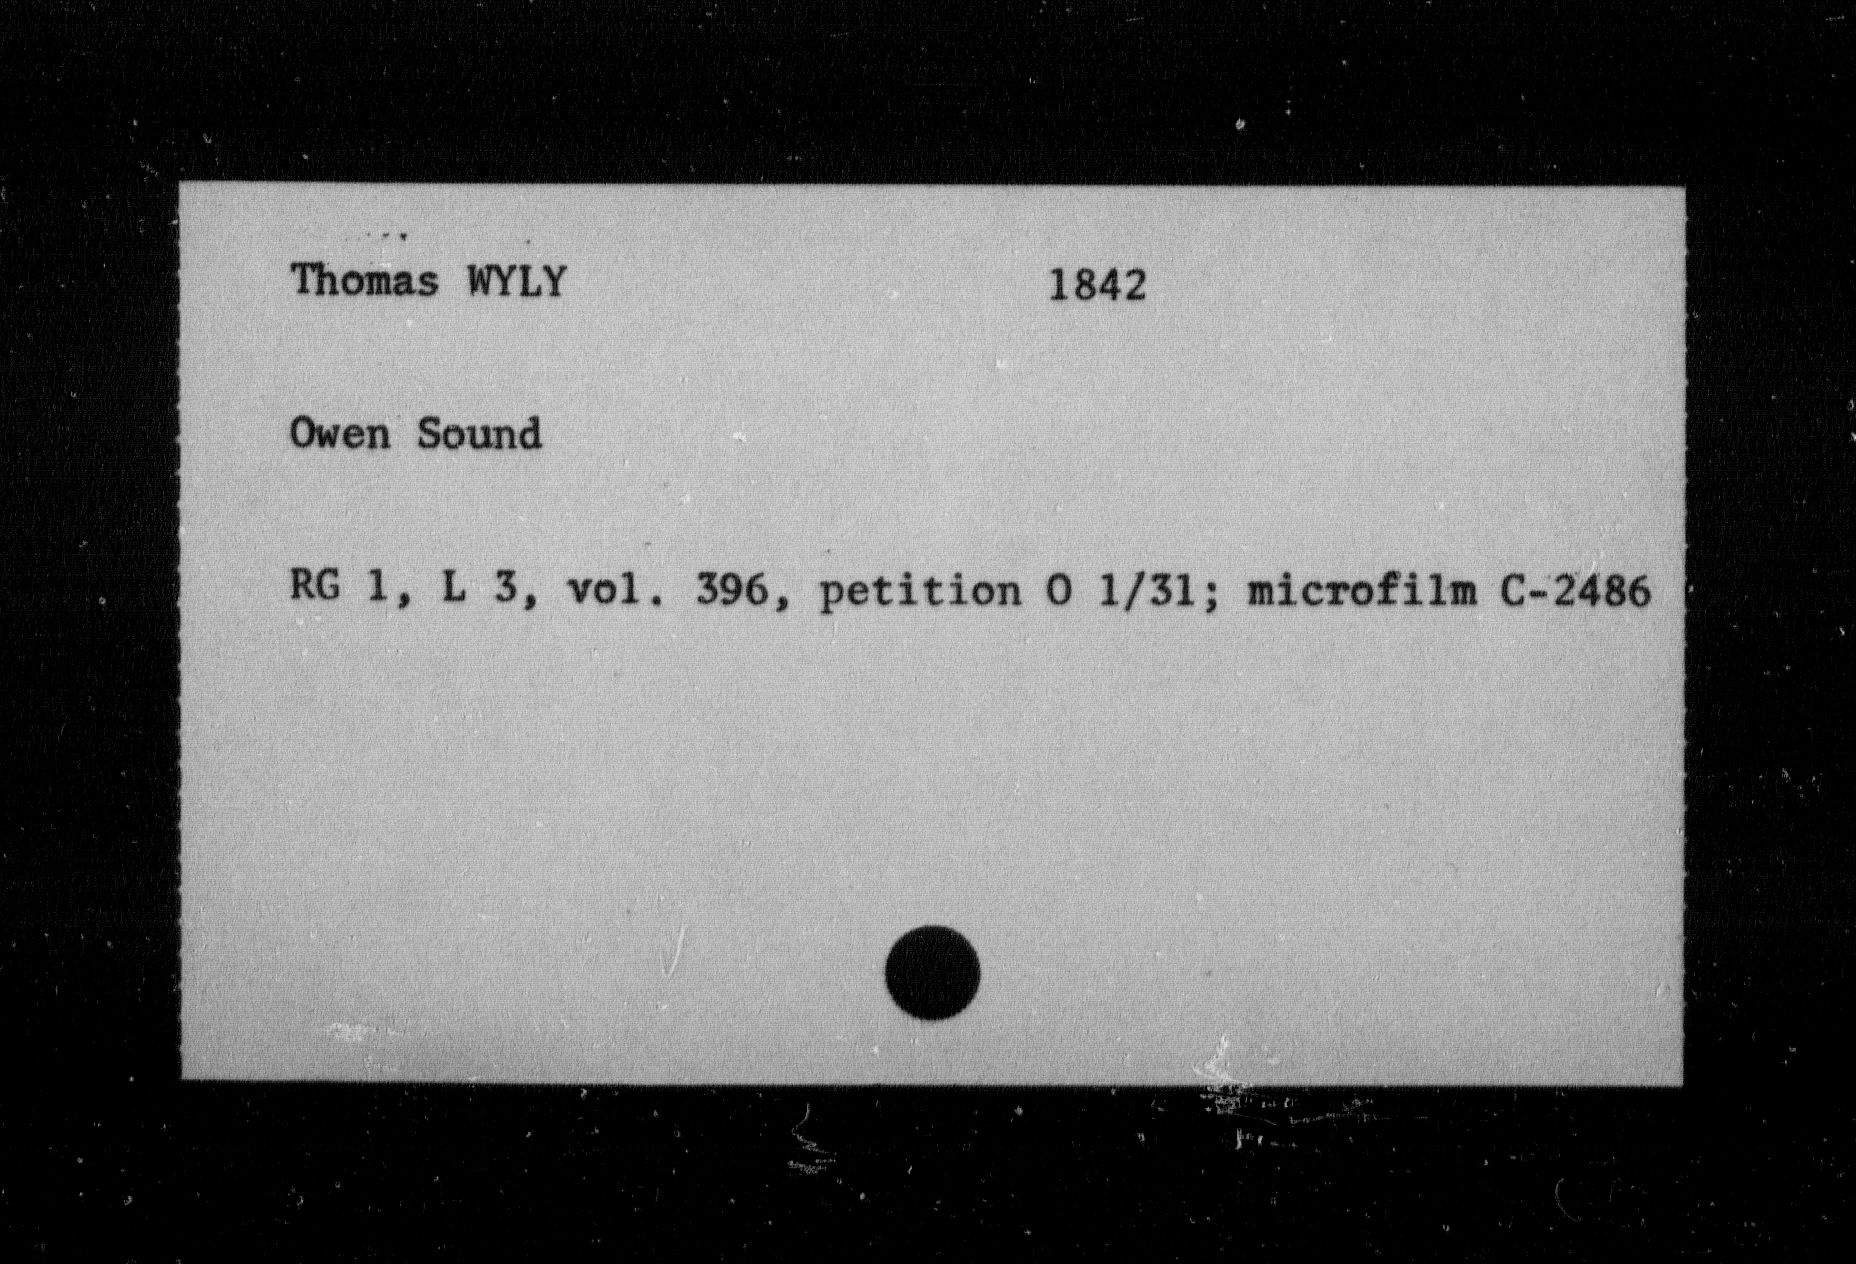 Thomas WYLY 1842
Owen Sound
RG 1, L 3, vol. 396, petition O 1/31; microfilm C-2486